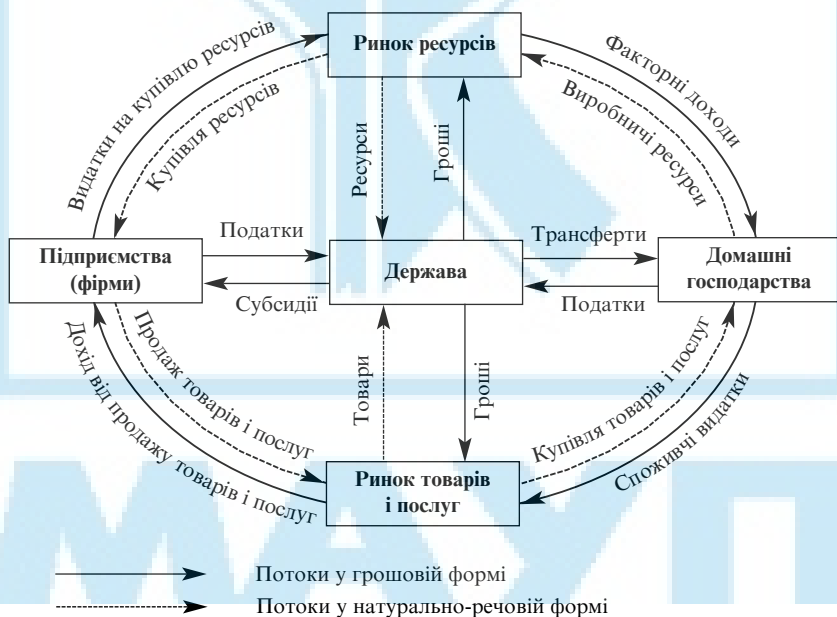 Ринок ресурсів
Видатки на купівлю ресурсів
Купівля ресурсів
Ресурси
Гроші
Факторні доходи
Виробничі ресурси
Підприємства
(фірми)
Податки
Субсидії
Держава
Трансферти
Податки
Домашні
господарства
Продаж товарів і послуг
Дохід від продажу товарів і послуг
Товари
Гроші
Купівля товарів і послуг
Споживчі видатки
Ринок товарів
і послуг
Потоки у грошовій формі
Потоки у натурально-речовій формі
МАУП